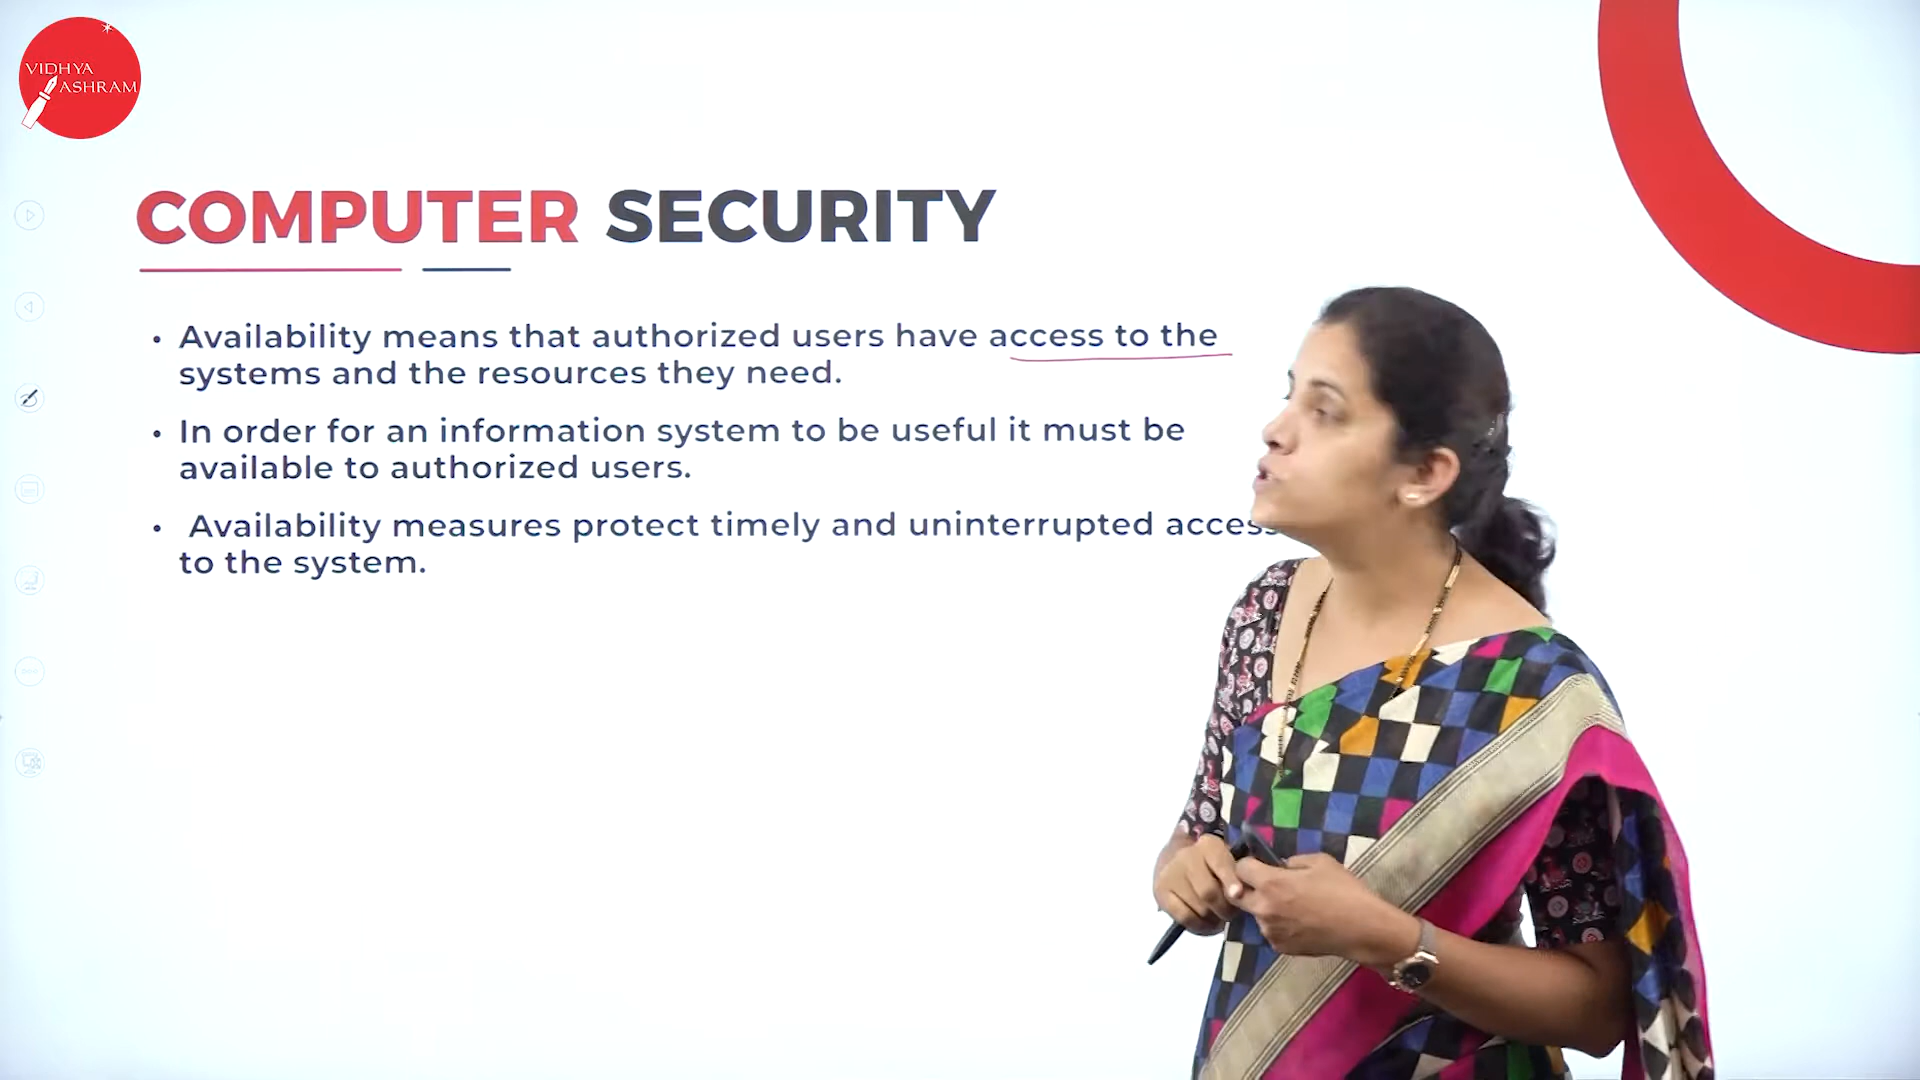 VIDHYA
ASHRAM
COMPUTER SECURITY
• Availability means that authorized users have access to the
systems and the resources they need.
• In order for an information system to be useful it must be
available to authorized users.
• Availability measures protect timely and uninterrupted access
to the system.